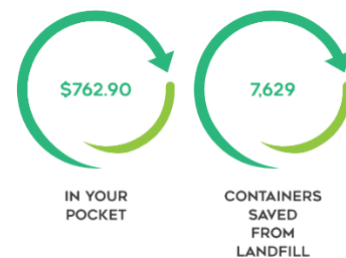 $762.90
IN YOUR
POCKET
7,629
CONTAINERS
SAVED
FROM
LANDFILL